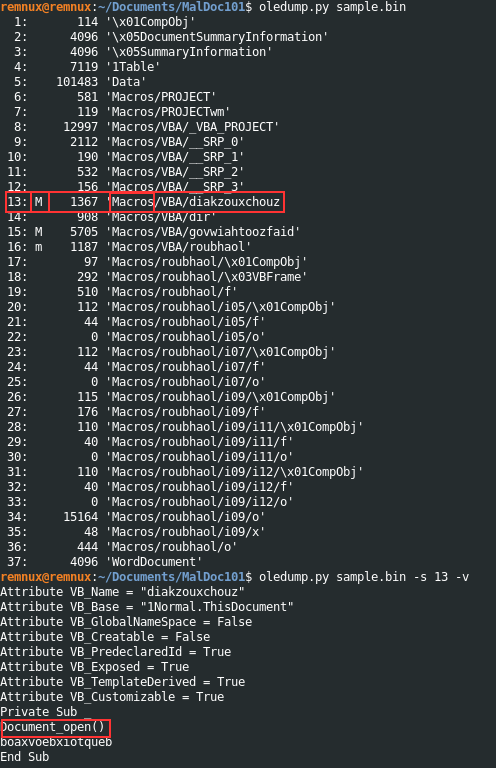 remnux@remnux:~/Documents/MalDoc101$ oledump.py sample.bin
  1:       114 '\x01CompObj'
  2:      4096 '\x05DocumentSummaryInformation'
  3:      4096 '\x05SummaryInformation'
  4:      7119 '1Table'
  5:    101483 'Data'
  6:       581 'Macros/PROJECT'
  7:       119 'Macros/PROJECTwm'
  8:     12997 'Macros/VBA/_VBA_PROJECT'
  9:      2112 'Macros/VBA/__SRP_0'
 10:       190 'Macros/VBA/__SRP_1'
 11:       532 'Macros/VBA/__SRP_2'
 12:       156 'Macros/VBA/__SRP_3'
 13: M    1367 'Macros/VBA/diakzouxchouz
 14:       908 'Macros/VBA/dir'
 15: M    5705 'Macros/VBA/govwiahtoozfaid'
 16: m    1187 'Macros/VBA/roubhaol'
 17:        97 'Macros/roubhaol/\x01CompObj'
 18:       292 'Macros/roubhaol/\x03VBFrame'
 19:       510 'Macros/roubhaol/f'
 20:       112 'Macros/roubhaol/i05/\x01CompObj'
 21:        44 'Macros/roubhaol/i05/f'
 22:         0 'Macros/roubhaol/i05/o'
 23:       112 'Macros/roubhaol/i07/\x01CompObj'
 24:        44 'Macros/roubhaol/i07/f'
 25:         0 'Macros/roubhaol/i07/o'
 26:       115 'Macros/roubhaol/i09/\x01CompObj'
 27:       176 'Macros/roubhaol/i09/f'
 28:       110 'Macros/roubhaol/i09/i11/\x01CompObj'
 29:        40 'Macros/roubhaol/i09/i11/f'
 30:         0 'Macros/roubhaol/i09/i11/o'
 31:       110 'Macros/roubhaol/i09/i12/\x01CompObj'
 32:        40 'Macros/roubhaol/i09/i12/f'
 33:         0 'Macros/roubhaol/i09/i12/o'
 34:     15164 'Macros/roubhaol/i09/o'
 35:        48 'Macros/roubhaol/i09/x'
 36:       444 'Macros/roubhaol/o'
 37:      4096 'WordDocument'
remnux@remnux:~/Documents/MalDoc101$ oledump.py sample.bin -s 13 -v
Attribute VB_Name = "diakzouxchouz"
Attribute VB_Base = "1Normal.ThisDocument"
Attribute VB_GlobalNameSpace = False
Attribute VB_Creatable = False
Attribute VB_PredeclaredId = True
Attribute VB_Exposed = True
Attribute VB_TemplateDerived = True
Attribute VB_Customizable = True
Private Sub _
Document_open()
boaxvoebxiotqueb
End Sub